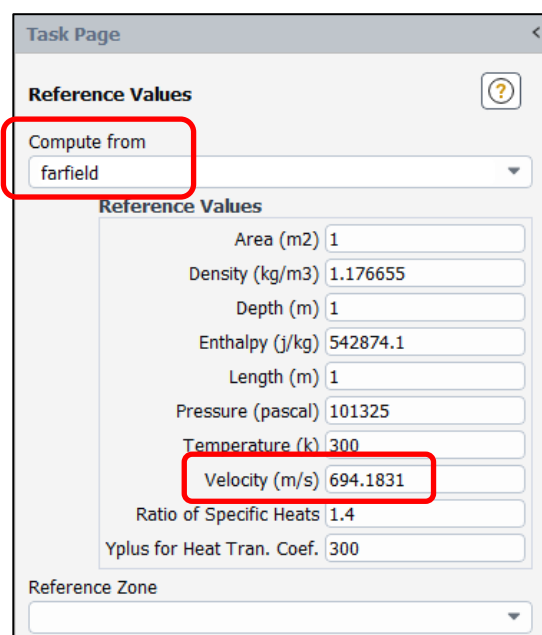 Task Page
Reference Values
Compute from
farfield
Reference Values
Area (m2) 1
Density (kg/m3) 1.176655
Depth (m) 1
Enthalpy (j/kg) 542874.1
Length (m) 1
Pressure (pascal) 101325
Temperature (k) 300
Velocity (m/s) 694.1831
Ratio of Specific Heats 1.4
Yplus for Heat Tran. Coef. 300
Reference Zone